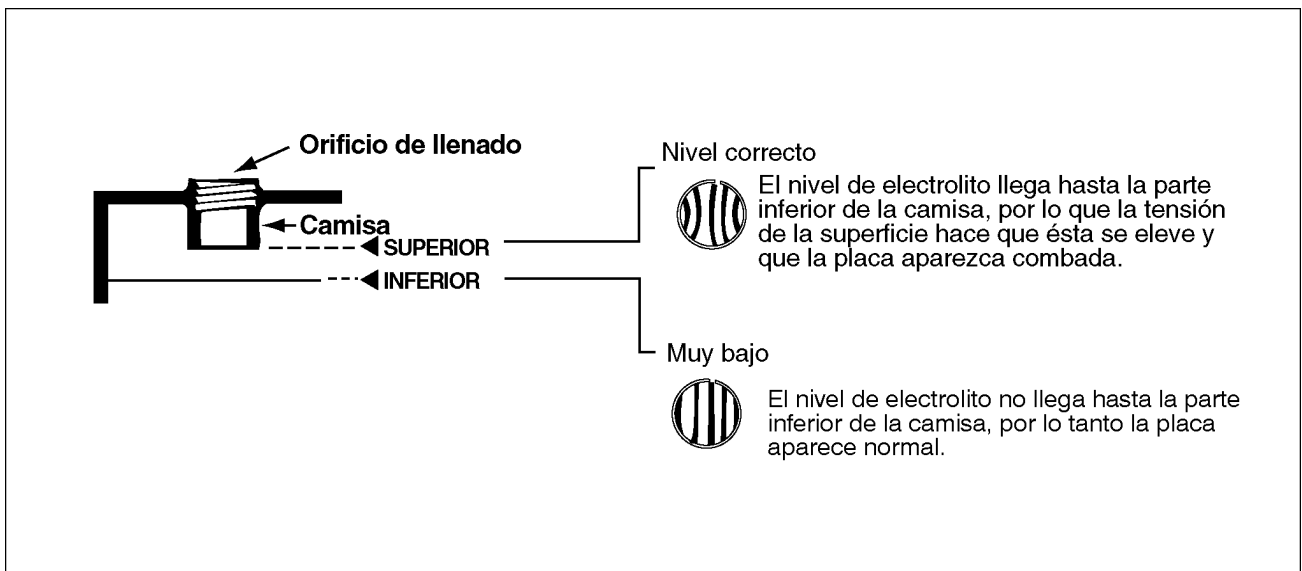 Orificio de llenado
Camisa
SUPERIOR
INFERIOR
Nivel correcto
El nivel de electrolito llega hasta la parte
inferior de la camisa, por lo que la tensión
de la superficie hace que ésta se eleve y
que la placa aparezca combada.
Muy bajo
El nivel de electrolito no llega hasta la parte
inferior de la camisa, por lo tanto la placa
aparece normal.